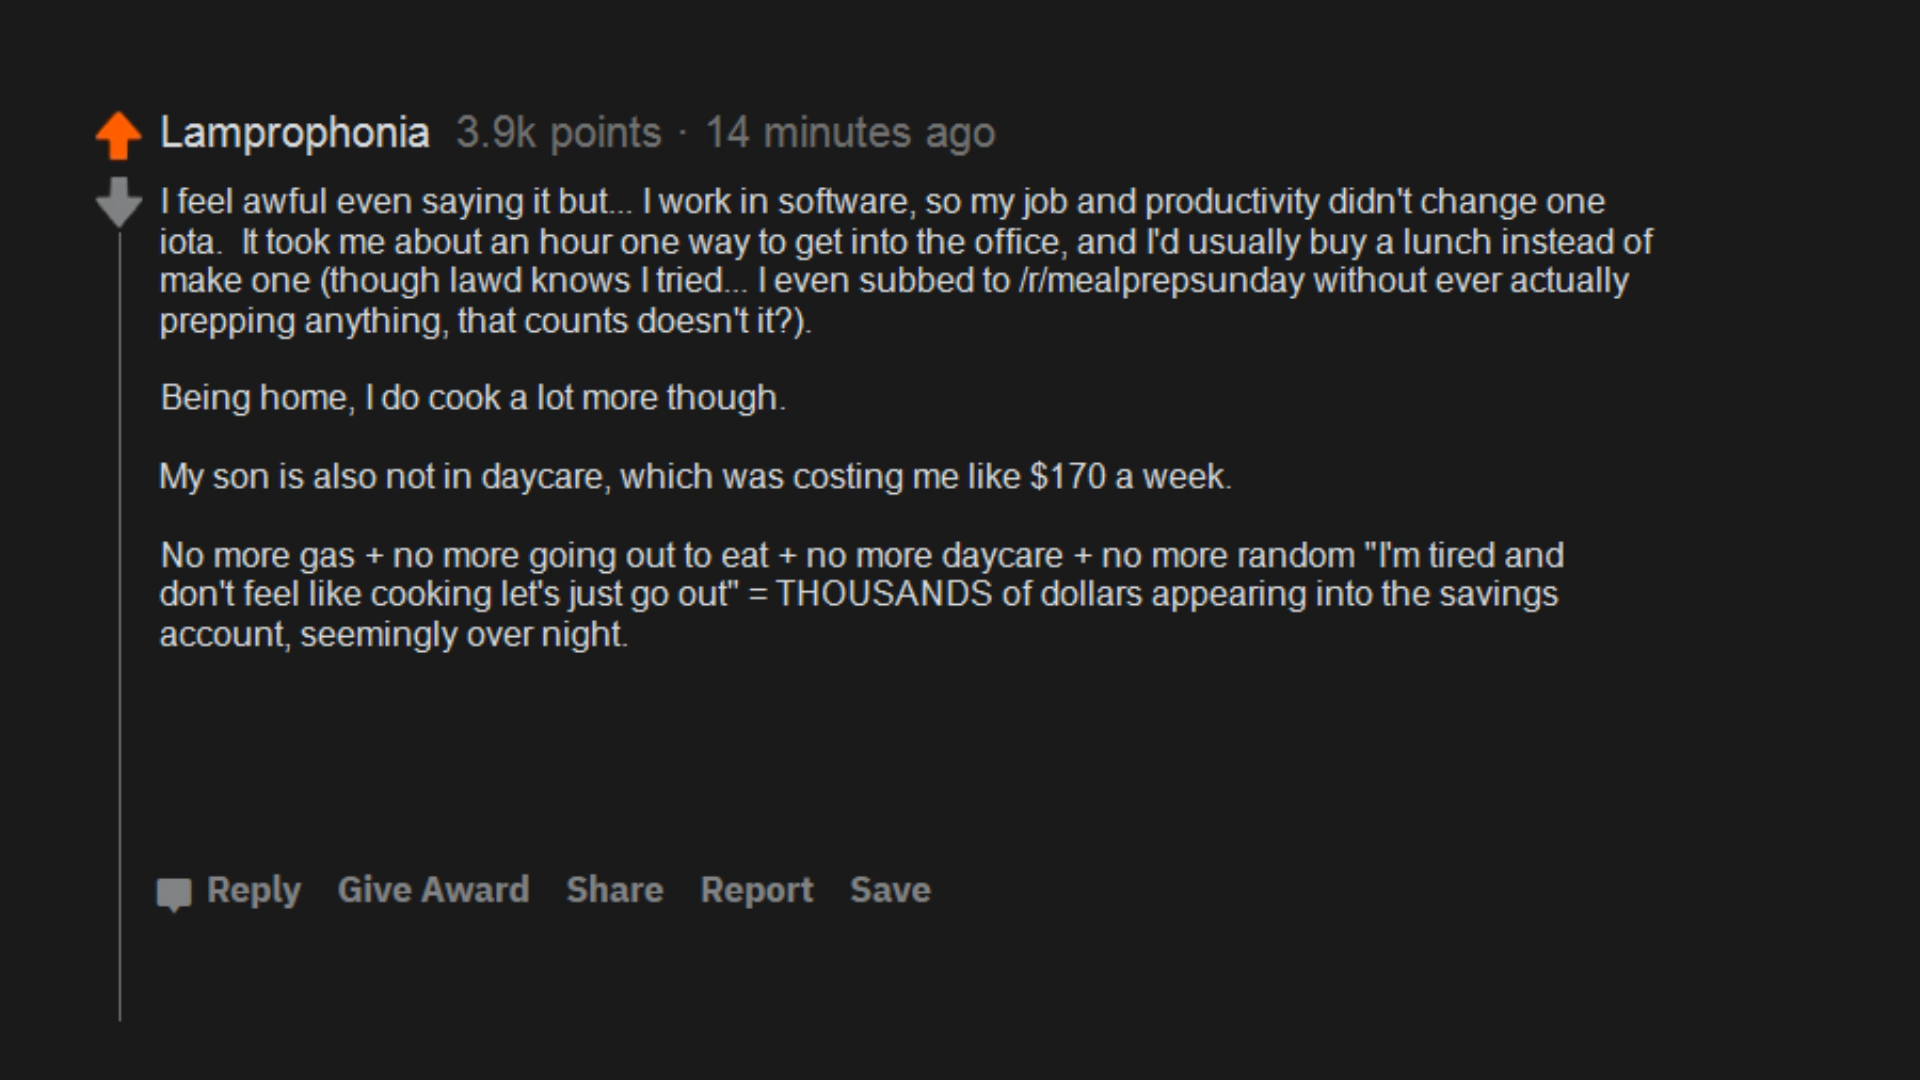 Lamprophonia 3.9k points · 14 minutes ago
I feel awful even saying it but... I work in software, so my job and productivity didn't change one
iota.  It took me about an hour one way to get into the office, and I'd usually buy a lunch instead of
make one (though lawd knows I tried... I even subbed to /r/mealprepsunday without ever actually
prepping anything, that counts doesn't it?).
Being home, I do cook a lot more though.
My son is also not in daycare, which was costing me like $170 a week.
No more gas + no more going out to eat + no more daycare + no more random "I'm tired and
don't feel like cooking let's just go out" = THOUSANDS of dollars appearing into the savings
account, seemingly over night.
Reply Give Award Share Report Save